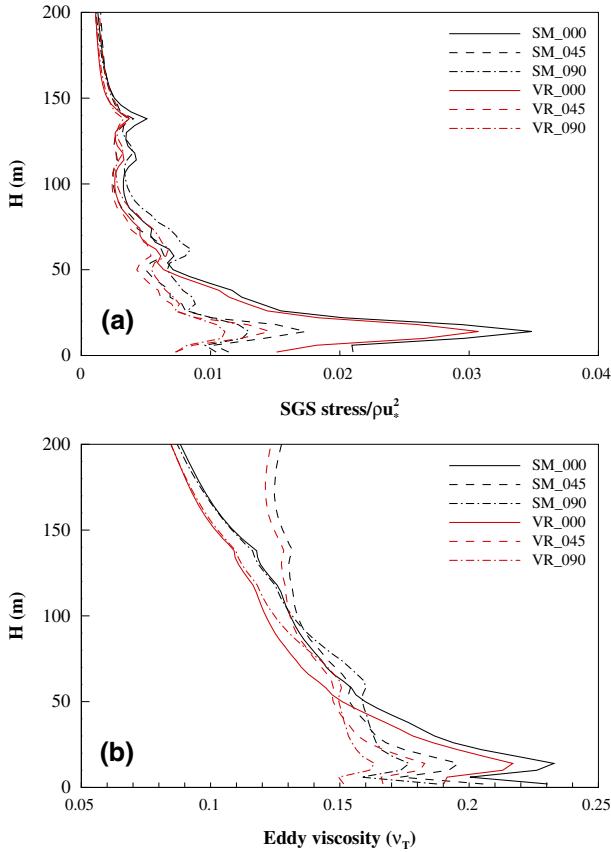 200
150
100
50
0
H (m)
SM_000
SM_045
SM_090
VR_000
VR_045
VR_090
(a)
0 0.01 0.02 0.03 0.04
SGS stress/ρu*²
200
150
100
50
0
H (m)
SM_000
SM_045
SM_090
VR_000
VR_045
VR_090
(b)
0.05 0.1 0.15 0.2 0.25
Eddy viscosity (ν_T)